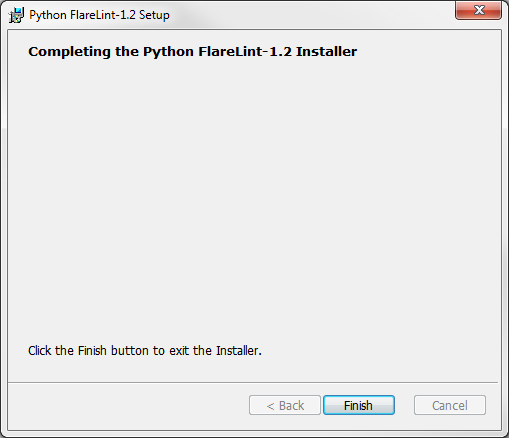 Python FlareLint-1.2 Setup
Completing the Python FlareLint-1.2 Installer
Click the Finish button to exit the Installer.
< Back
Finish
Cancel